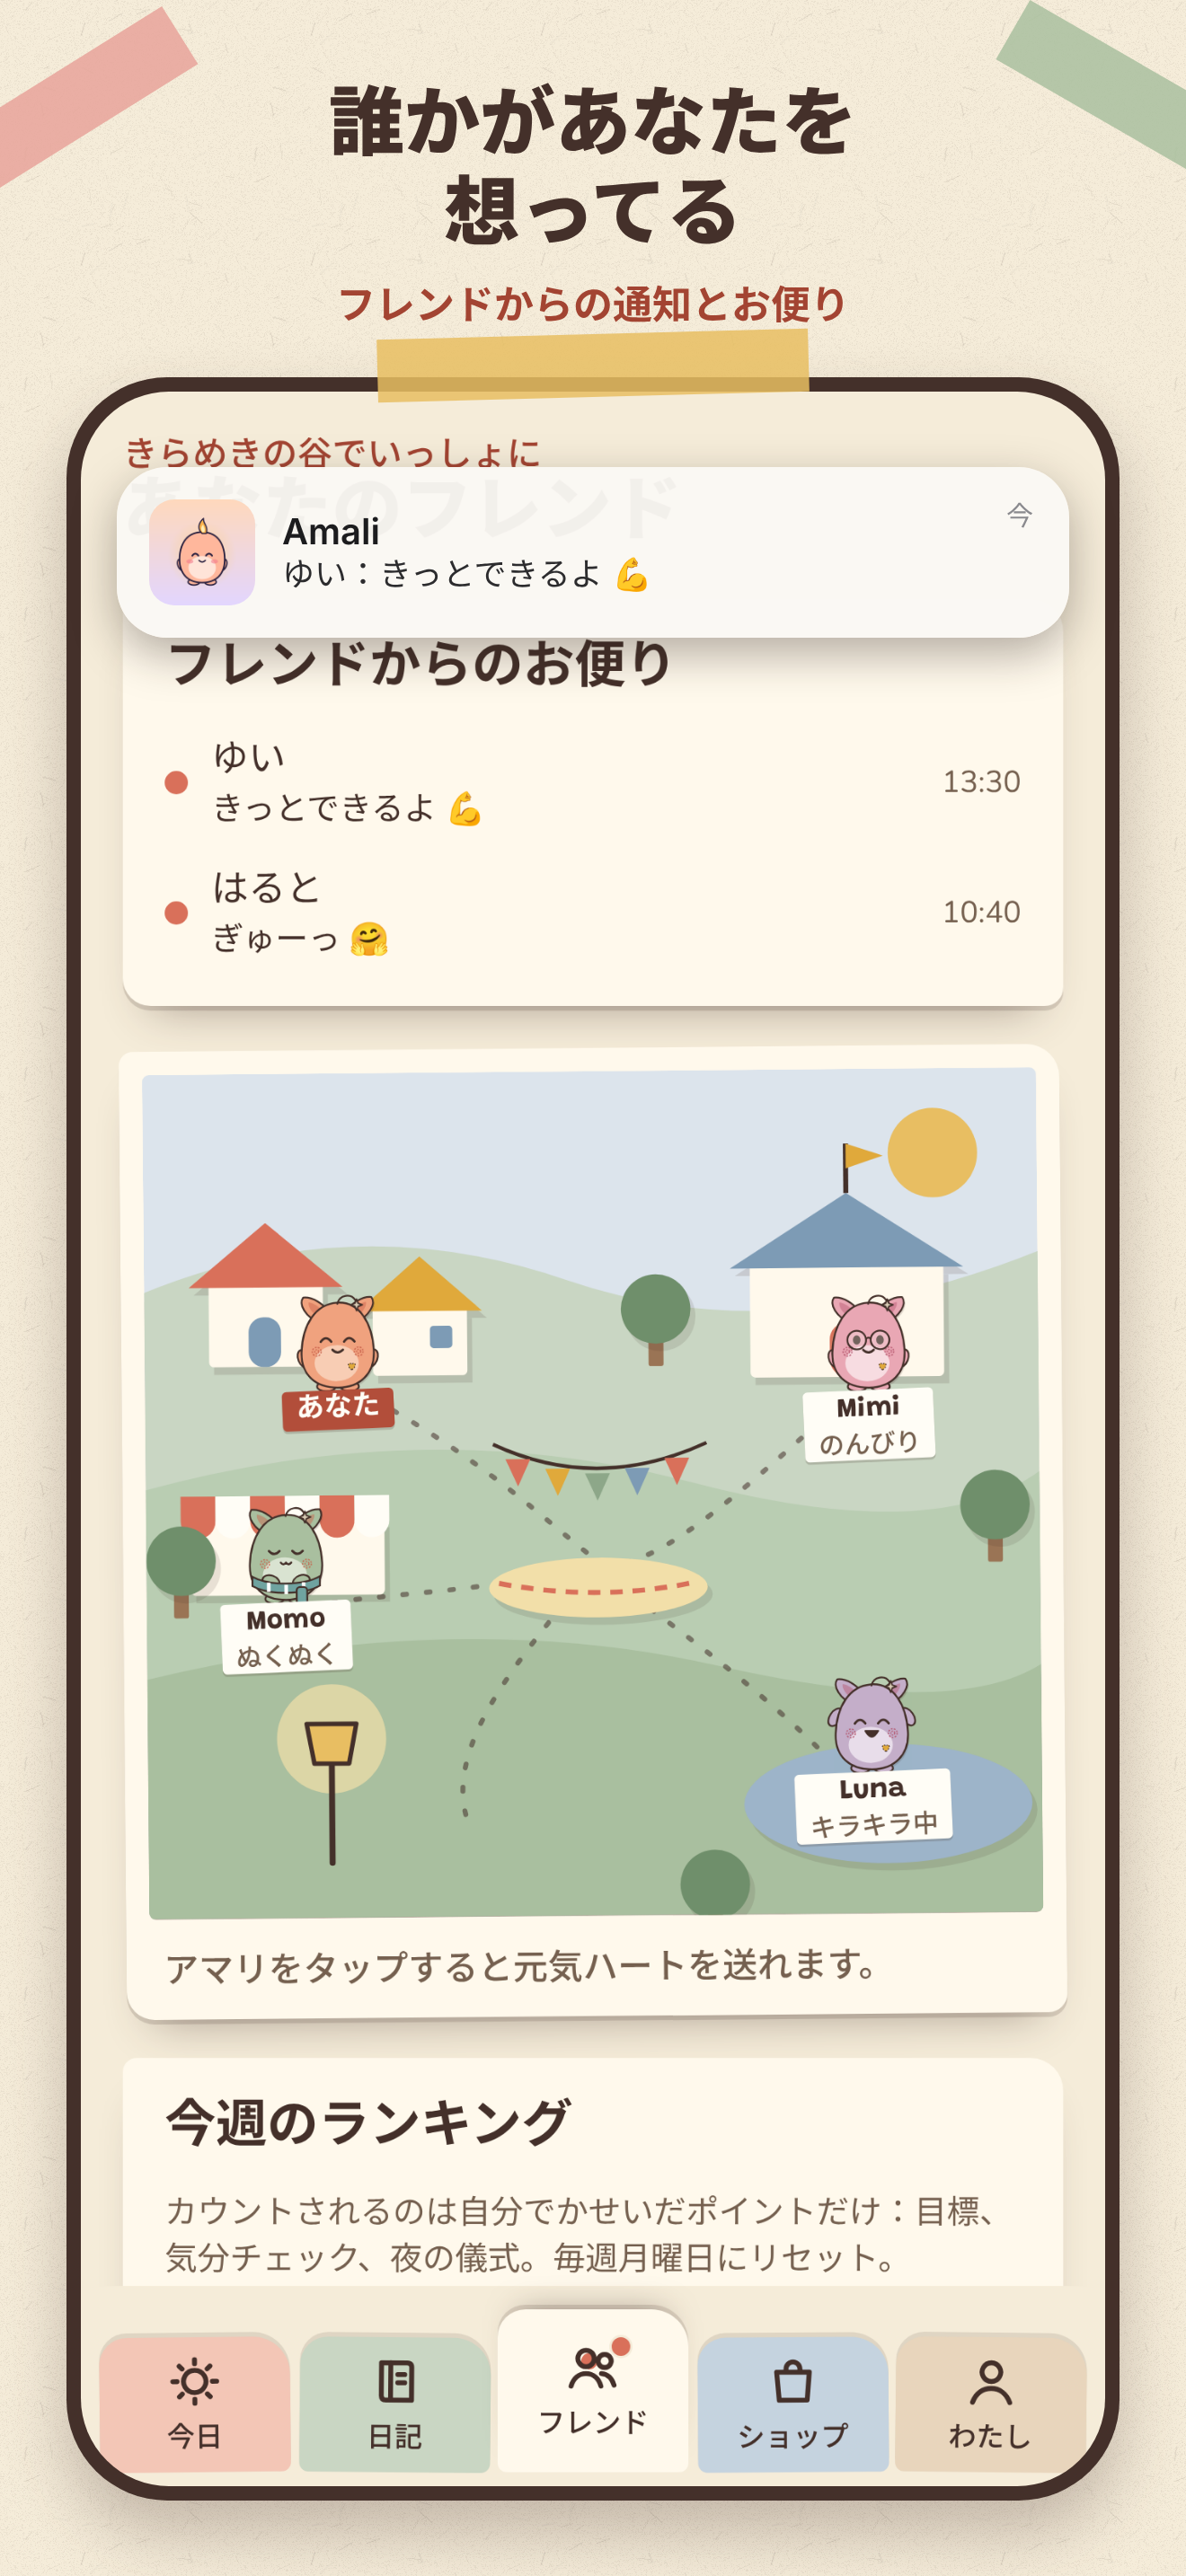 誰かがあなたを
想ってる
フレンドからの通知とお便り
きらめきの谷でいっしょに
あなたのフレンド
Amali
今
ゆい：きっとできるよ 💪
フレンドからのお便り
ゆい
きっとできるよ 💪
13:30
はると
ぎゅーっ 🤗
10:40
あなた
Mimi
のんびり
Momo
ぬくぬく
Luna
キラキラ中
アマリをタップすると元気ハートを送れます。
今週のランキング
カウントされるのは自分でかせいだポイントだけ：目標、
気分チェック、夜の儀式。毎週月曜日にリセット。
今日
日記
フレンド
ショップ
わたし